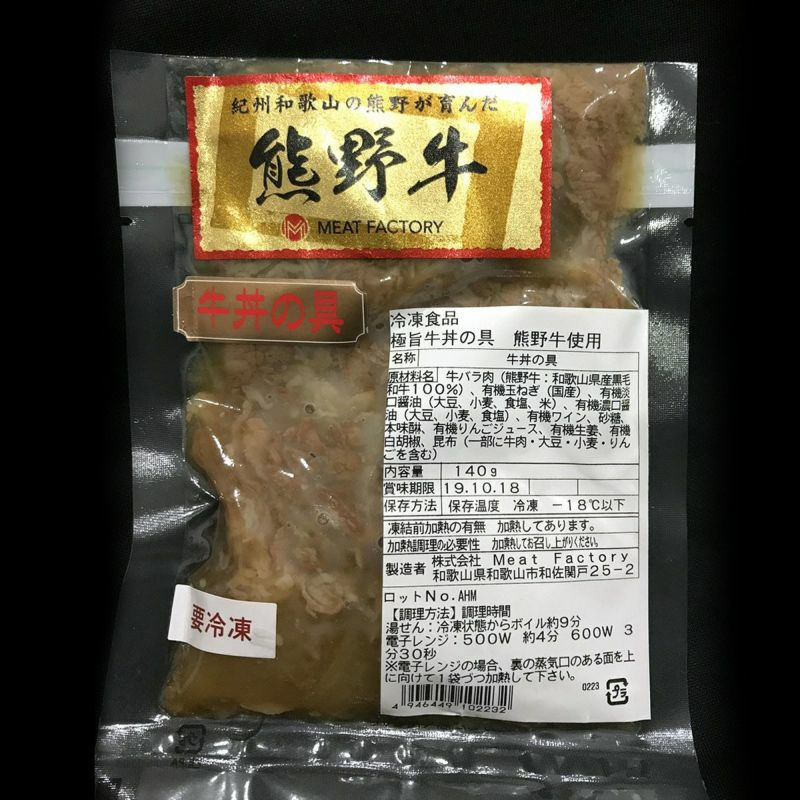 紀州和歌山の熊野が育んだ
熊野牛
MEAT FACTORY
牛丼の具
冷凍食品
極旨牛丼の具 熊野牛使用
名称 牛丼の具
原材料名 牛バラ肉（熊野牛：和歌山県産黒毛
和牛100％）、有機玉ねぎ（国産）、有機淡
口醤油（大豆、小麦、食塩、米）、有機濃口醤
油（大豆、小麦、食塩）、有機ワイン、砂糖、
本味醂、有機りんごジュース、有機生姜、有機
白胡椒、昆布（一部に牛肉・大豆・小麦・りん
ごを含む）
内容量 140g
賞味期限 19.10.18
保存方法 保存温度 冷凍 －18℃以下
凍結前加熱の有無 加熱してあります。
加熱調理の必要性 加熱してお召し上がりください。
製造者 株式会社 Meat Factory
和歌山県和歌山市和佐関戸25－2
ロットNo.AHM
【調理方法】調理時間
湯せん：冷凍状態からボイル約9分
電子レンジ：500W 約4分 600W 3
分30秒
※電子レンジの場合、裏の蒸気口のある面を上
に向けて1袋づつ加熱して下さい。
4 946449 102232
0223
プラ
要冷凍